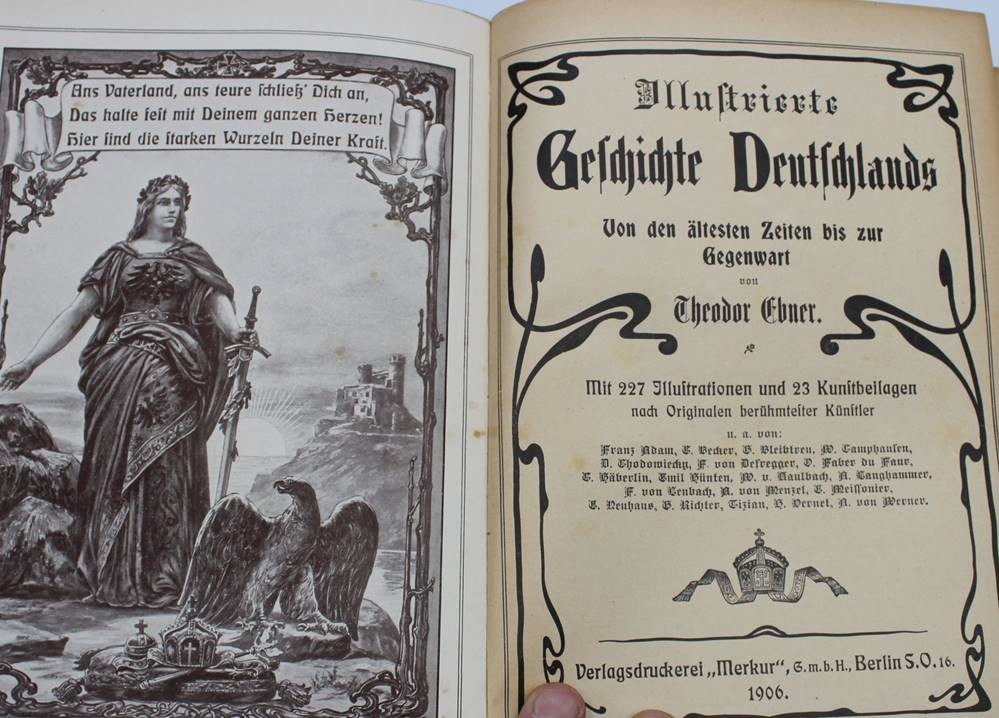 Ans Vaterland, ans teure schließ' Dich an,
Das halte fest mit Deinem ganzen Herzen!
Hier sind die starken Wurzeln Deiner Kraft.
Illustrierte
Geschichte Deutschlands
Von den ältesten Zeiten bis zur
Gegenwart
von
Theodor Ebner.
Mit 227 Illustrationen und 23 Kunstbeilagen
nach Originalen berühmtester Künstler
u. a. von:
Franz Adam, C. Becker, G. Bleibtreu, W. Camphausen,
D. Chodowiecky, F. von Defregger, O. Faber du Faur,
C. Häberlin, Emil Hünten, W. v. Kaulbach, A. Langhammer,
F. von Lenbach, A. von Menzel, E. Meissonier,
E. Neuhaus, G. Richter, Tizian, H. Vernet, A. von Werner.
Verlagsdruckerei „Merkur", G.m.b.H., Berlin S.O. 16.
1906.